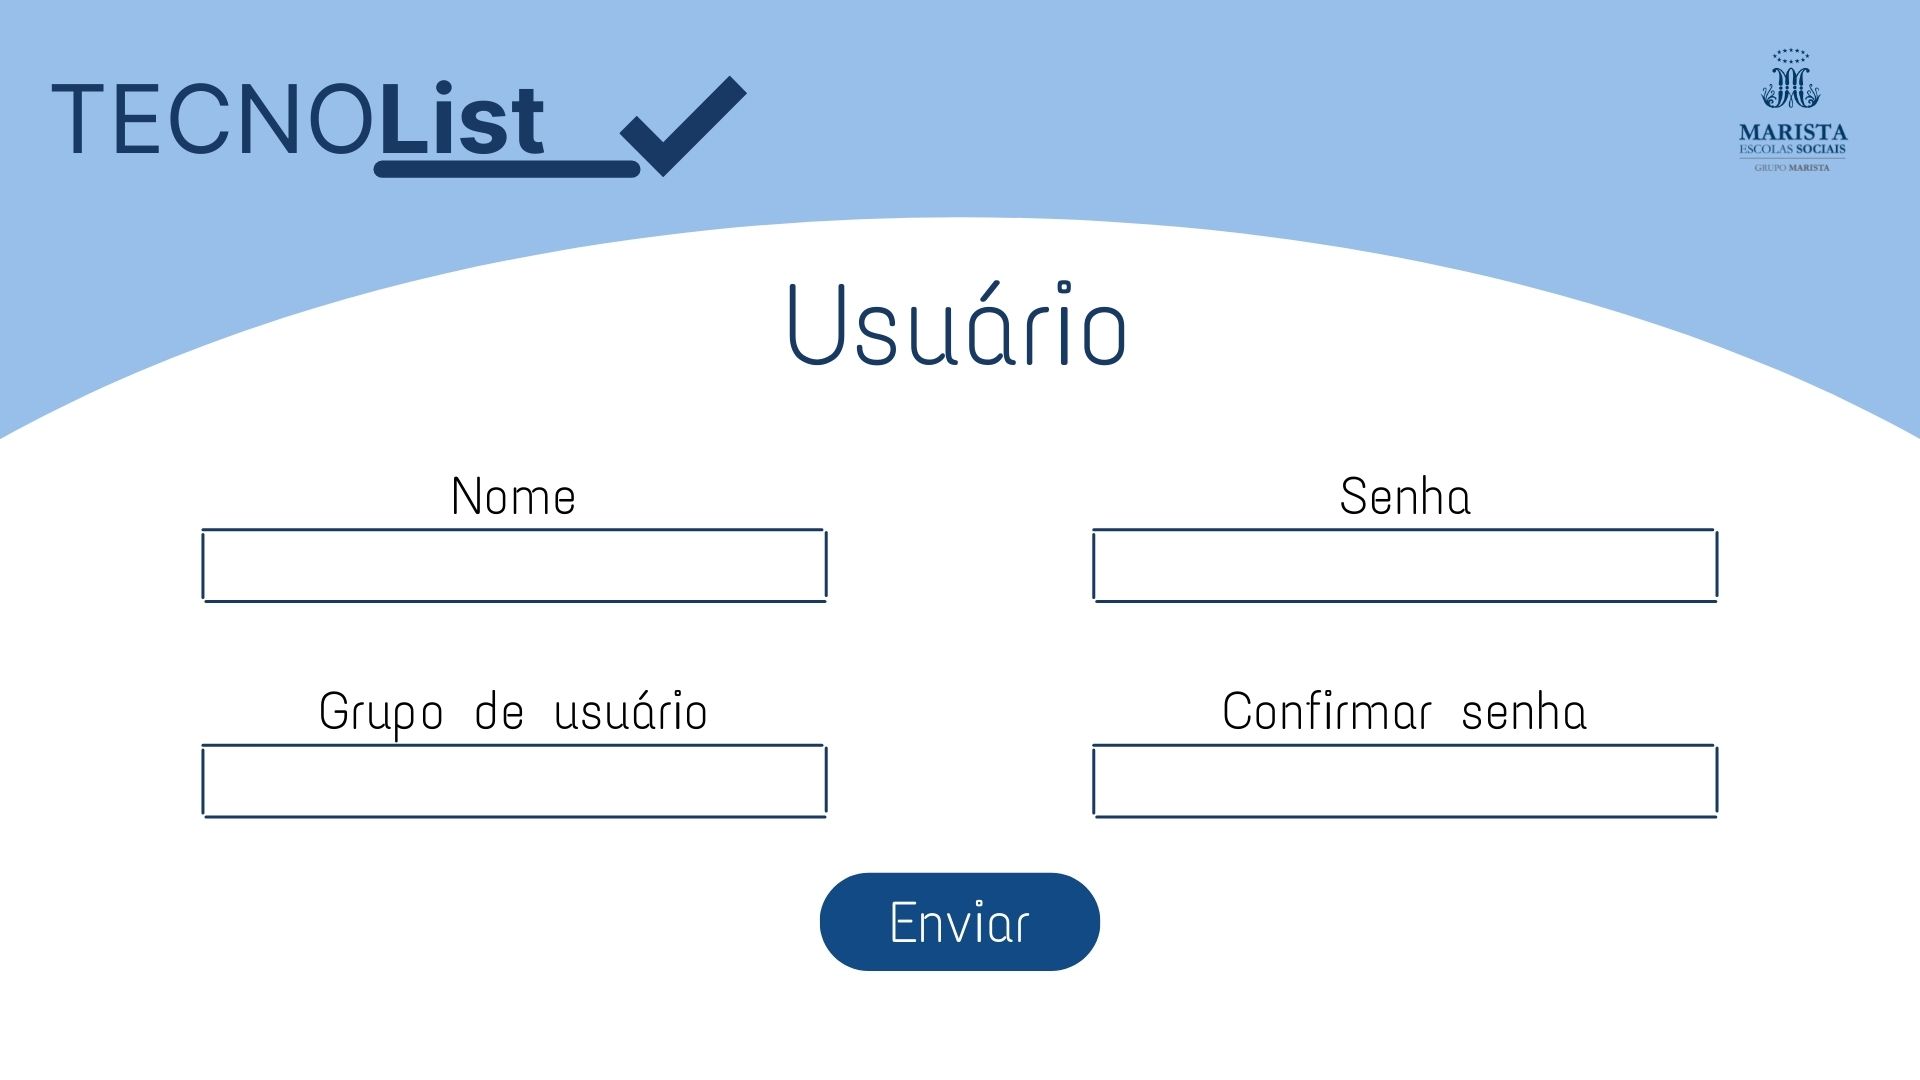 TECNOList
MARISTA
ESCOLAS SOCIAIS
GRUPO MARISTA
Usuário
Nome
Senha
Grupo de usuário
Confirmar senha
Enviar